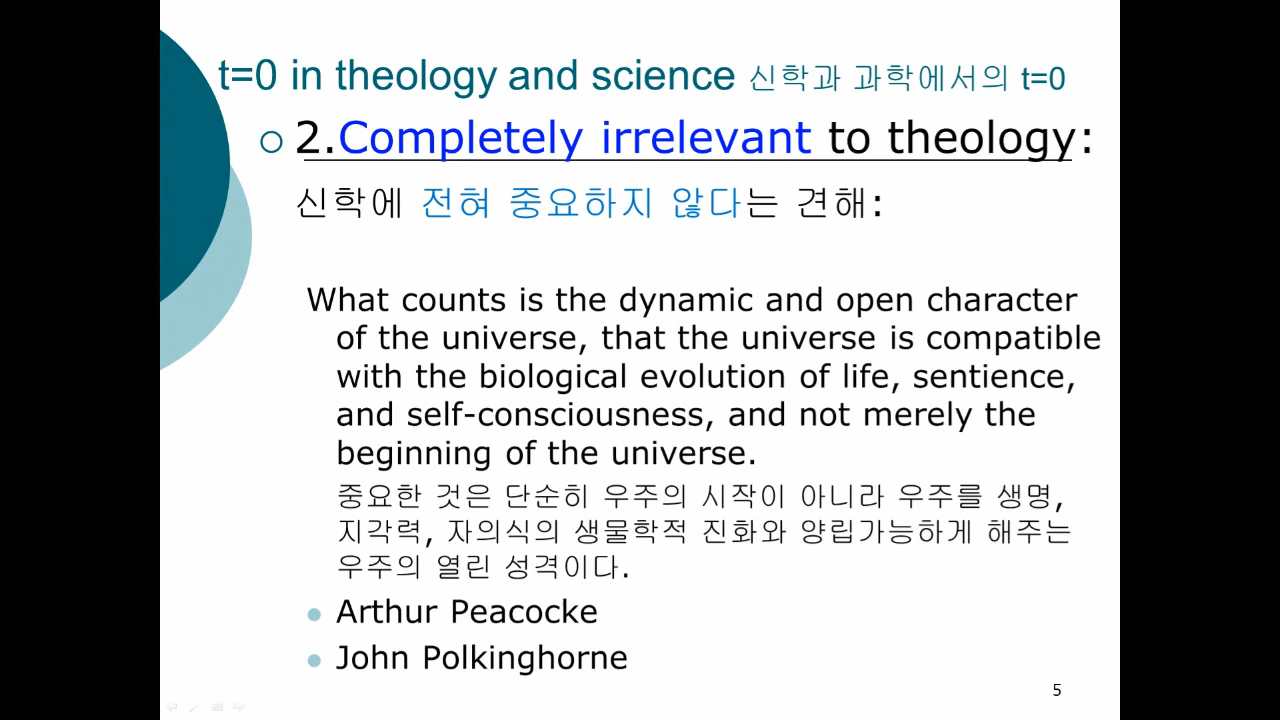 t=0 in theology and science 신학과 과학에서의 t=0
2.Completely irrelevant to theology:
신학에 전혀 중요하지 않다는 견해:
What counts is the dynamic and open character
of the universe, that the universe is compatible
with the biological evolution of life, sentience,
and self-consciousness, and not merely the
beginning of the universe.
중요한 것은 단순히 우주의 시작이 아니라 우주를 생명,
지각력, 자의식의 생물학적 진화와 양립가능하게 해주는
우주의 열린 성격이다.
Arthur Peacocke
John Polkinghorne
5